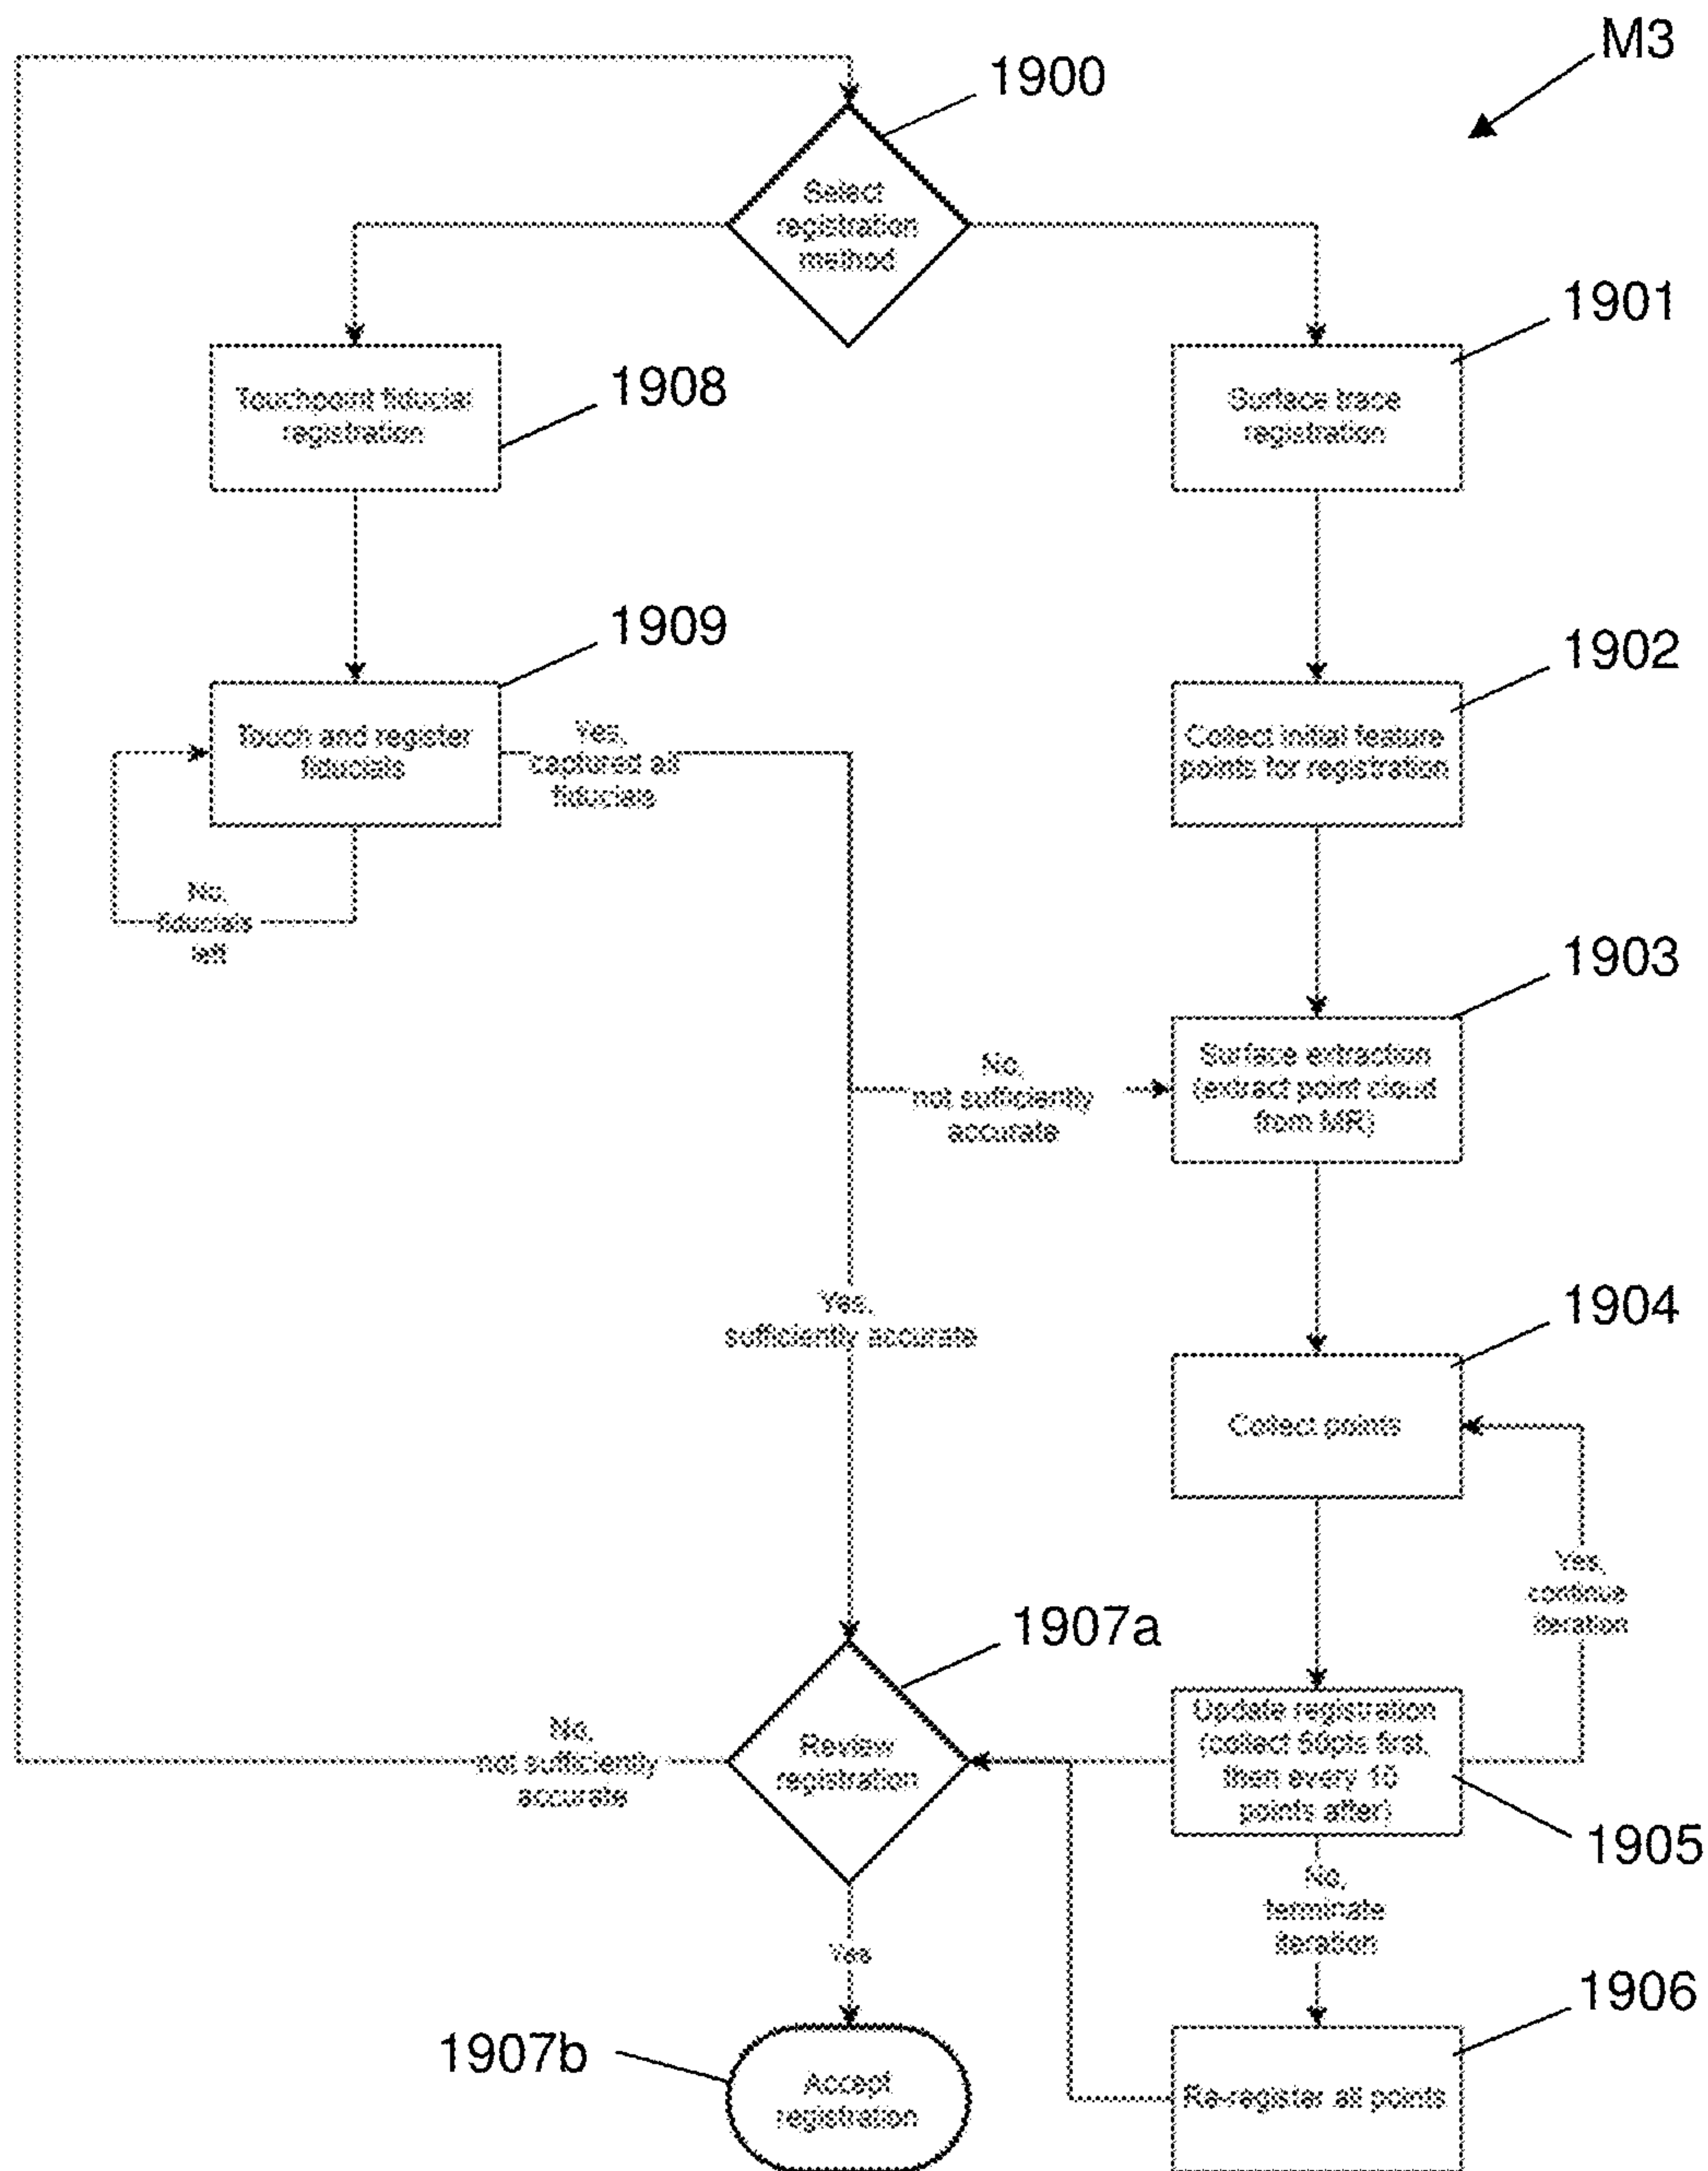 M3
1900
Select
registration
method
1901
Surface trace
registration
1908
Touchpoint fiducial
registration
1909
Touch and register
fiducials
Yes,
captured all
fiducials
No,
fiducials
left
1902
Collect initial feature
points for registration
1903
Surface extraction
(extract point cloud
from MR)
No,
not sufficiently
accurate
Yes,
sufficiently accurate
1904
Collect points
Yes,
continue
iteration
1907a
Review
registration
No,
not sufficiently
accurate
Update registration
(collect 60pts first,
then every 10
points after)
1905
No,
terminate
iteration
Yes
1906
Re-register all points
1907b
Accept
registration